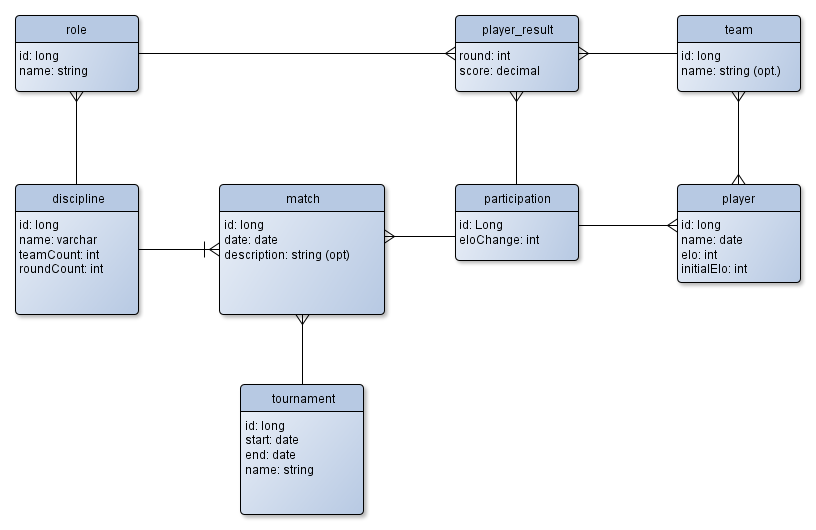 role
id: long
name: string
player_result
round: int
score: decimal
team
id: long
name: string (opt.)
discipline
id: long
name: varchar
teamCount: int
roundCount: int
match
id: long
date: date
description: string (opt)
participation
id: Long
eloChange: int
player
id: long
name: date
elo: int
initialElo: int
tournament
id: long
start: date
end: date
name: string